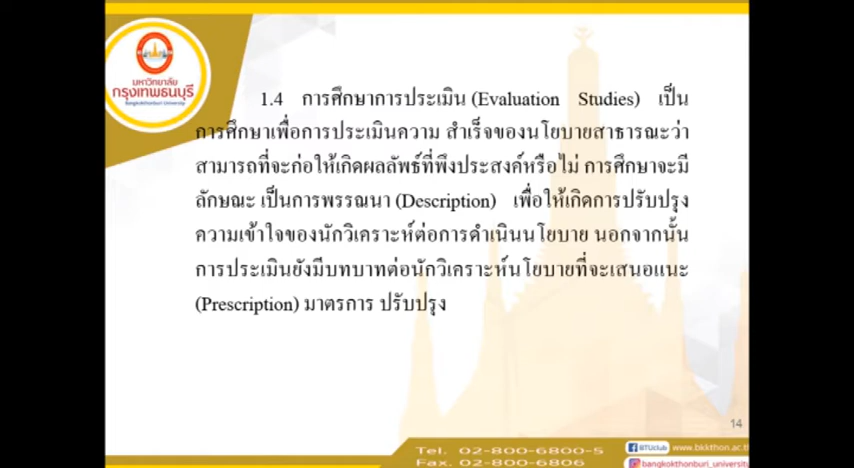 มหาวิทยาลัย
กรุงเทพธนบุรี
Bangkokthonburi University
1.4 การศึกษาการประเมิน (Evaluation Studies) เป็น
การศึกษาเพื่อการประเมินความ สำเร็จของนโยบายสาธารณะว่า
สามารถที่จะก่อให้เกิดผลลัพธ์ที่พึงประสงค์หรือไม่ การศึกษาจะมี
ลักษณะ เป็นการพรรณนา (Description) เพื่อให้เกิดการปรับปรุง
ความเข้าใจของนักวิเคราะห์ต่อการดำเนินนโยบาย นอกจากนั้น
การประเมินยังมีบทบาทต่อนักวิเคราะห์นโยบายที่จะเสนอแนะ
(Prescription) มาตรการ ปรับปรุง
14
Tel. 02-800-6800-5
Fax. 02-800-6806
BTUclub www.bkkthon.ac.t
bangkokthonburi_university